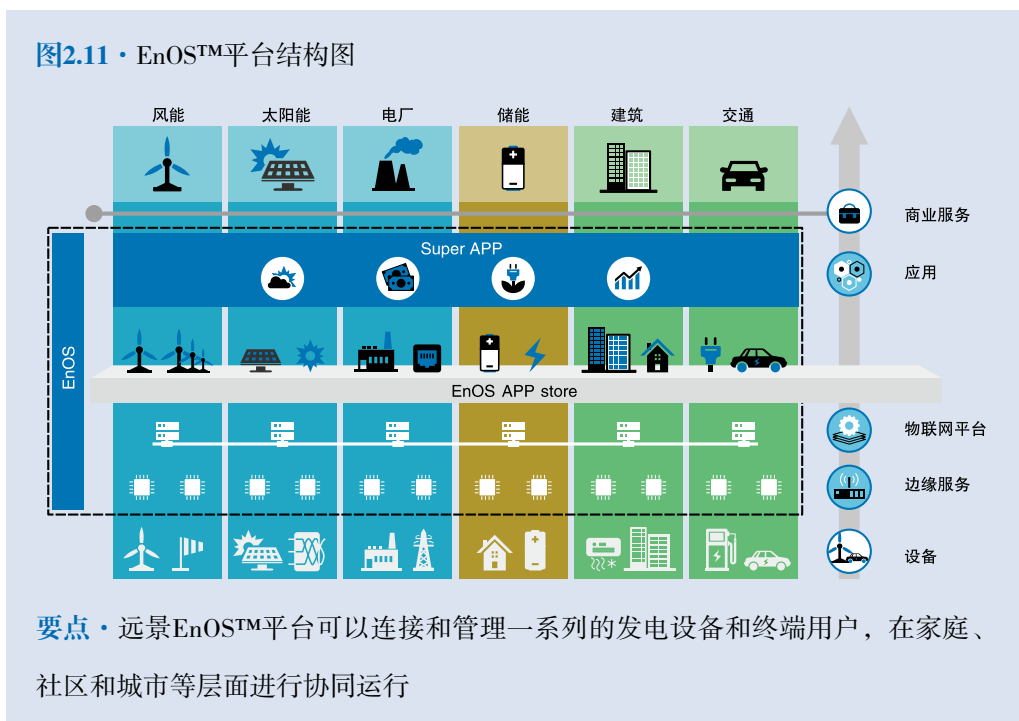 图2.11・EnOS™平台结构图
风能
太阳能
电厂
储能
建筑
交通
商业服务
Super APP
应用
EnOS
EnOS APP store
物联网平台
边缘服务
设备
要点・远景EnOS™平台可以连接和管理一系列的发电设备和终端用户，在家庭、
社区和城市等层面进行协同运行